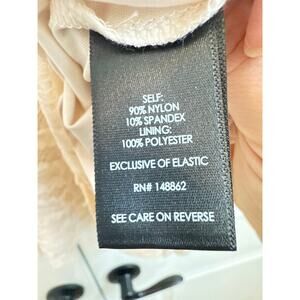 SELF:
90% NYLON
10% SPANDEX
LINING:
100% POLYESTER
EXCLUSIVE OF ELASTIC
RN# 148862
SEE CARE ON REVERSE